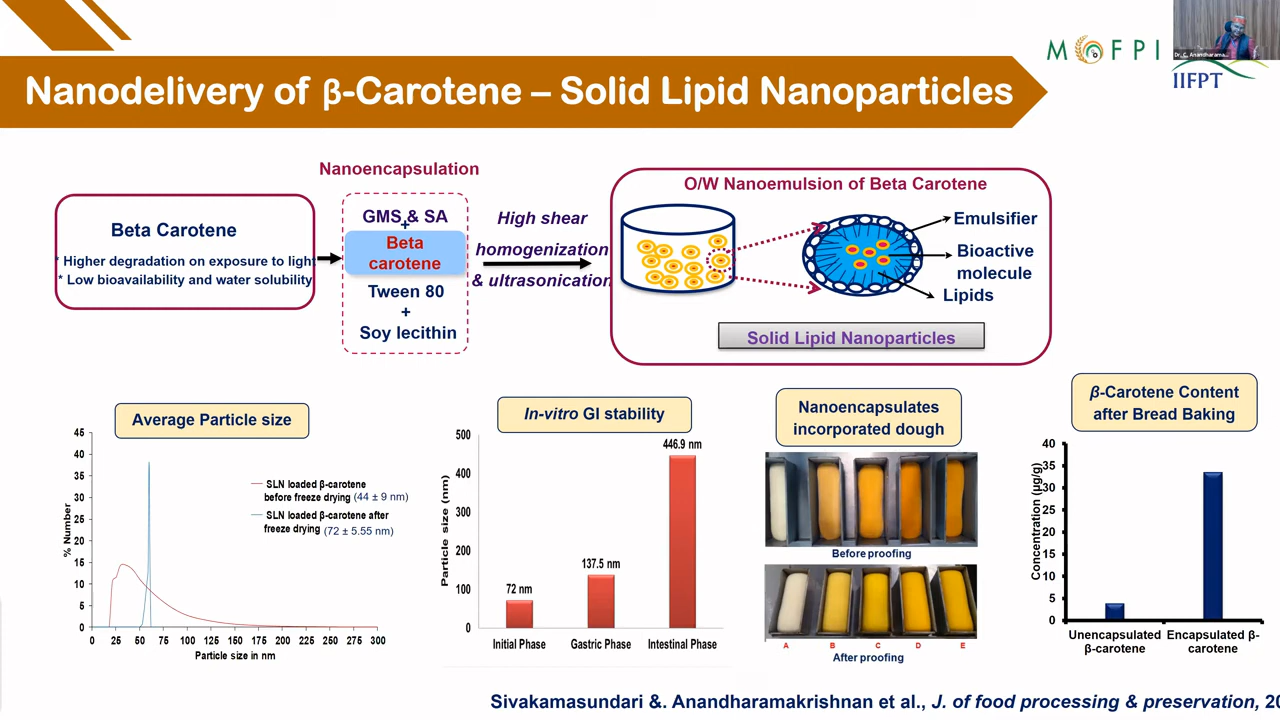 MOFPI
Dr. C. Anandharama...
IIFPT
Nanodelivery of β-Carotene – Solid Lipid Nanoparticles
Nanoencapsulation
Beta Carotene
* Higher degradation on exposure to light
* Low bioavailability and water solubility
GMS & SA
+
Beta
carotene
Tween 80
+
Soy lecithin
High shear
homogenization
& ultrasonication
O/W Nanoemulsion of Beta Carotene
Emulsifier
Bioactive
molecule
Lipids
Solid Lipid Nanoparticles
Average Particle size
45
40
35
30
25
20
15
10
5
0
% Number
SLN loaded β-carotene
before freeze drying (44 ± 9 nm)
SLN loaded β-carotene after
freeze drying (72 ± 5.55 nm)
0 25 50 75 100 125 150 175 200 225 250 275 300
Particle size in nm
In-vitro GI stability
500
400
300
200
100
0
Particle size (nm)
72 nm
137.5 nm
446.9 nm
Initial Phase Gastric Phase Intestinal Phase
Nanoencapsulates
incorporated dough
Before proofing
A B C D E
After proofing
β-Carotene Content
after Bread Baking
40
35
30
25
20
15
10
5
0
Concentration (µg/g)
Unencapsulated
β-carotene
Encapsulated β-
carotene
Sivakamasundari &. Anandharamakrishnan et al., J. of food processing & preservation, 20